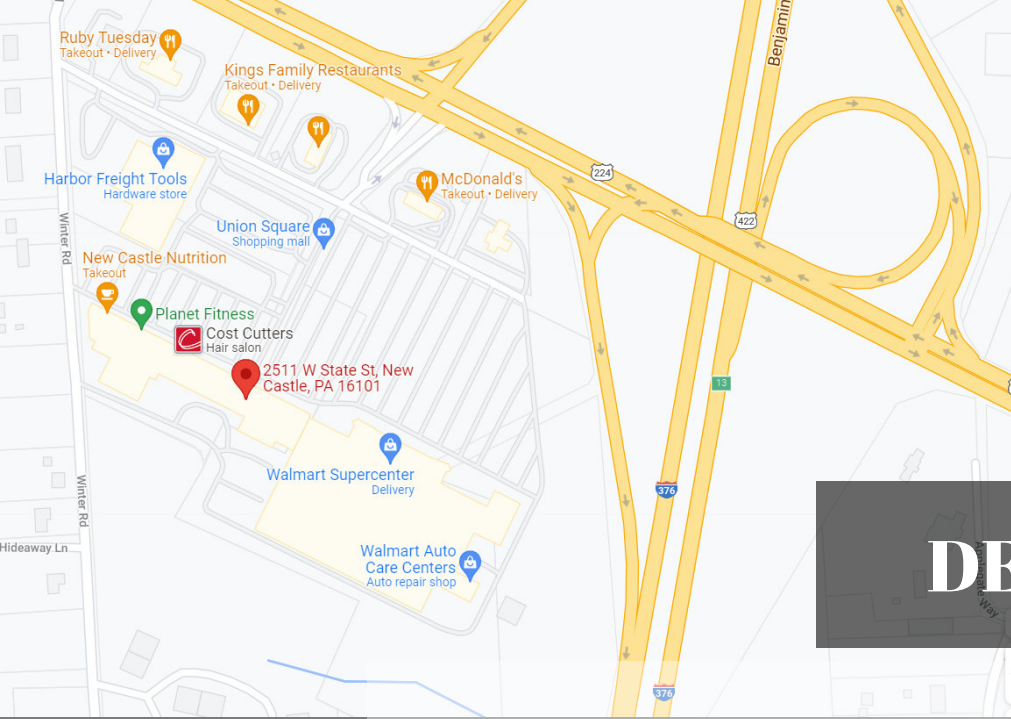 Ruby Tuesday
Takeout • Delivery
Kings Family Restaurants
Takeout • Delivery
Benjamin
Harbor Freight Tools
Hardware store
McDonald's
Takeout • Delivery
224
422
Union Square
Shopping mall
Winter Rd
New Castle Nutrition
Takeout
Planet Fitness
Cost Cutters
Hair salon
2511 W State St, New
Castle, PA 16101
13
Walmart Supercenter
Delivery
376
Winter Rd
Hideaway Ln
Walmart Auto
Care Centers
Auto repair shop
DE
Way
376